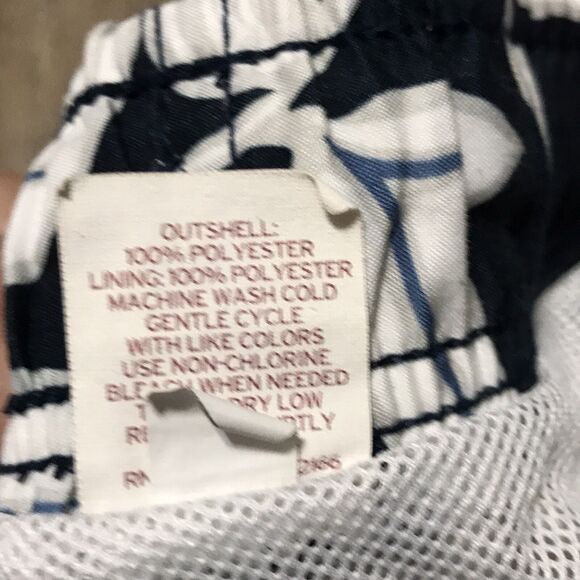 OUTSHELL:
100% POLYESTER
LINING: 100% POLYESTER
MACHINE WASH COLD
GENTLE CYCLE
WITH LIKE COLORS
USE NON-CHLORINE
BLEACH WHEN NEEDED
DRY LOW
RN